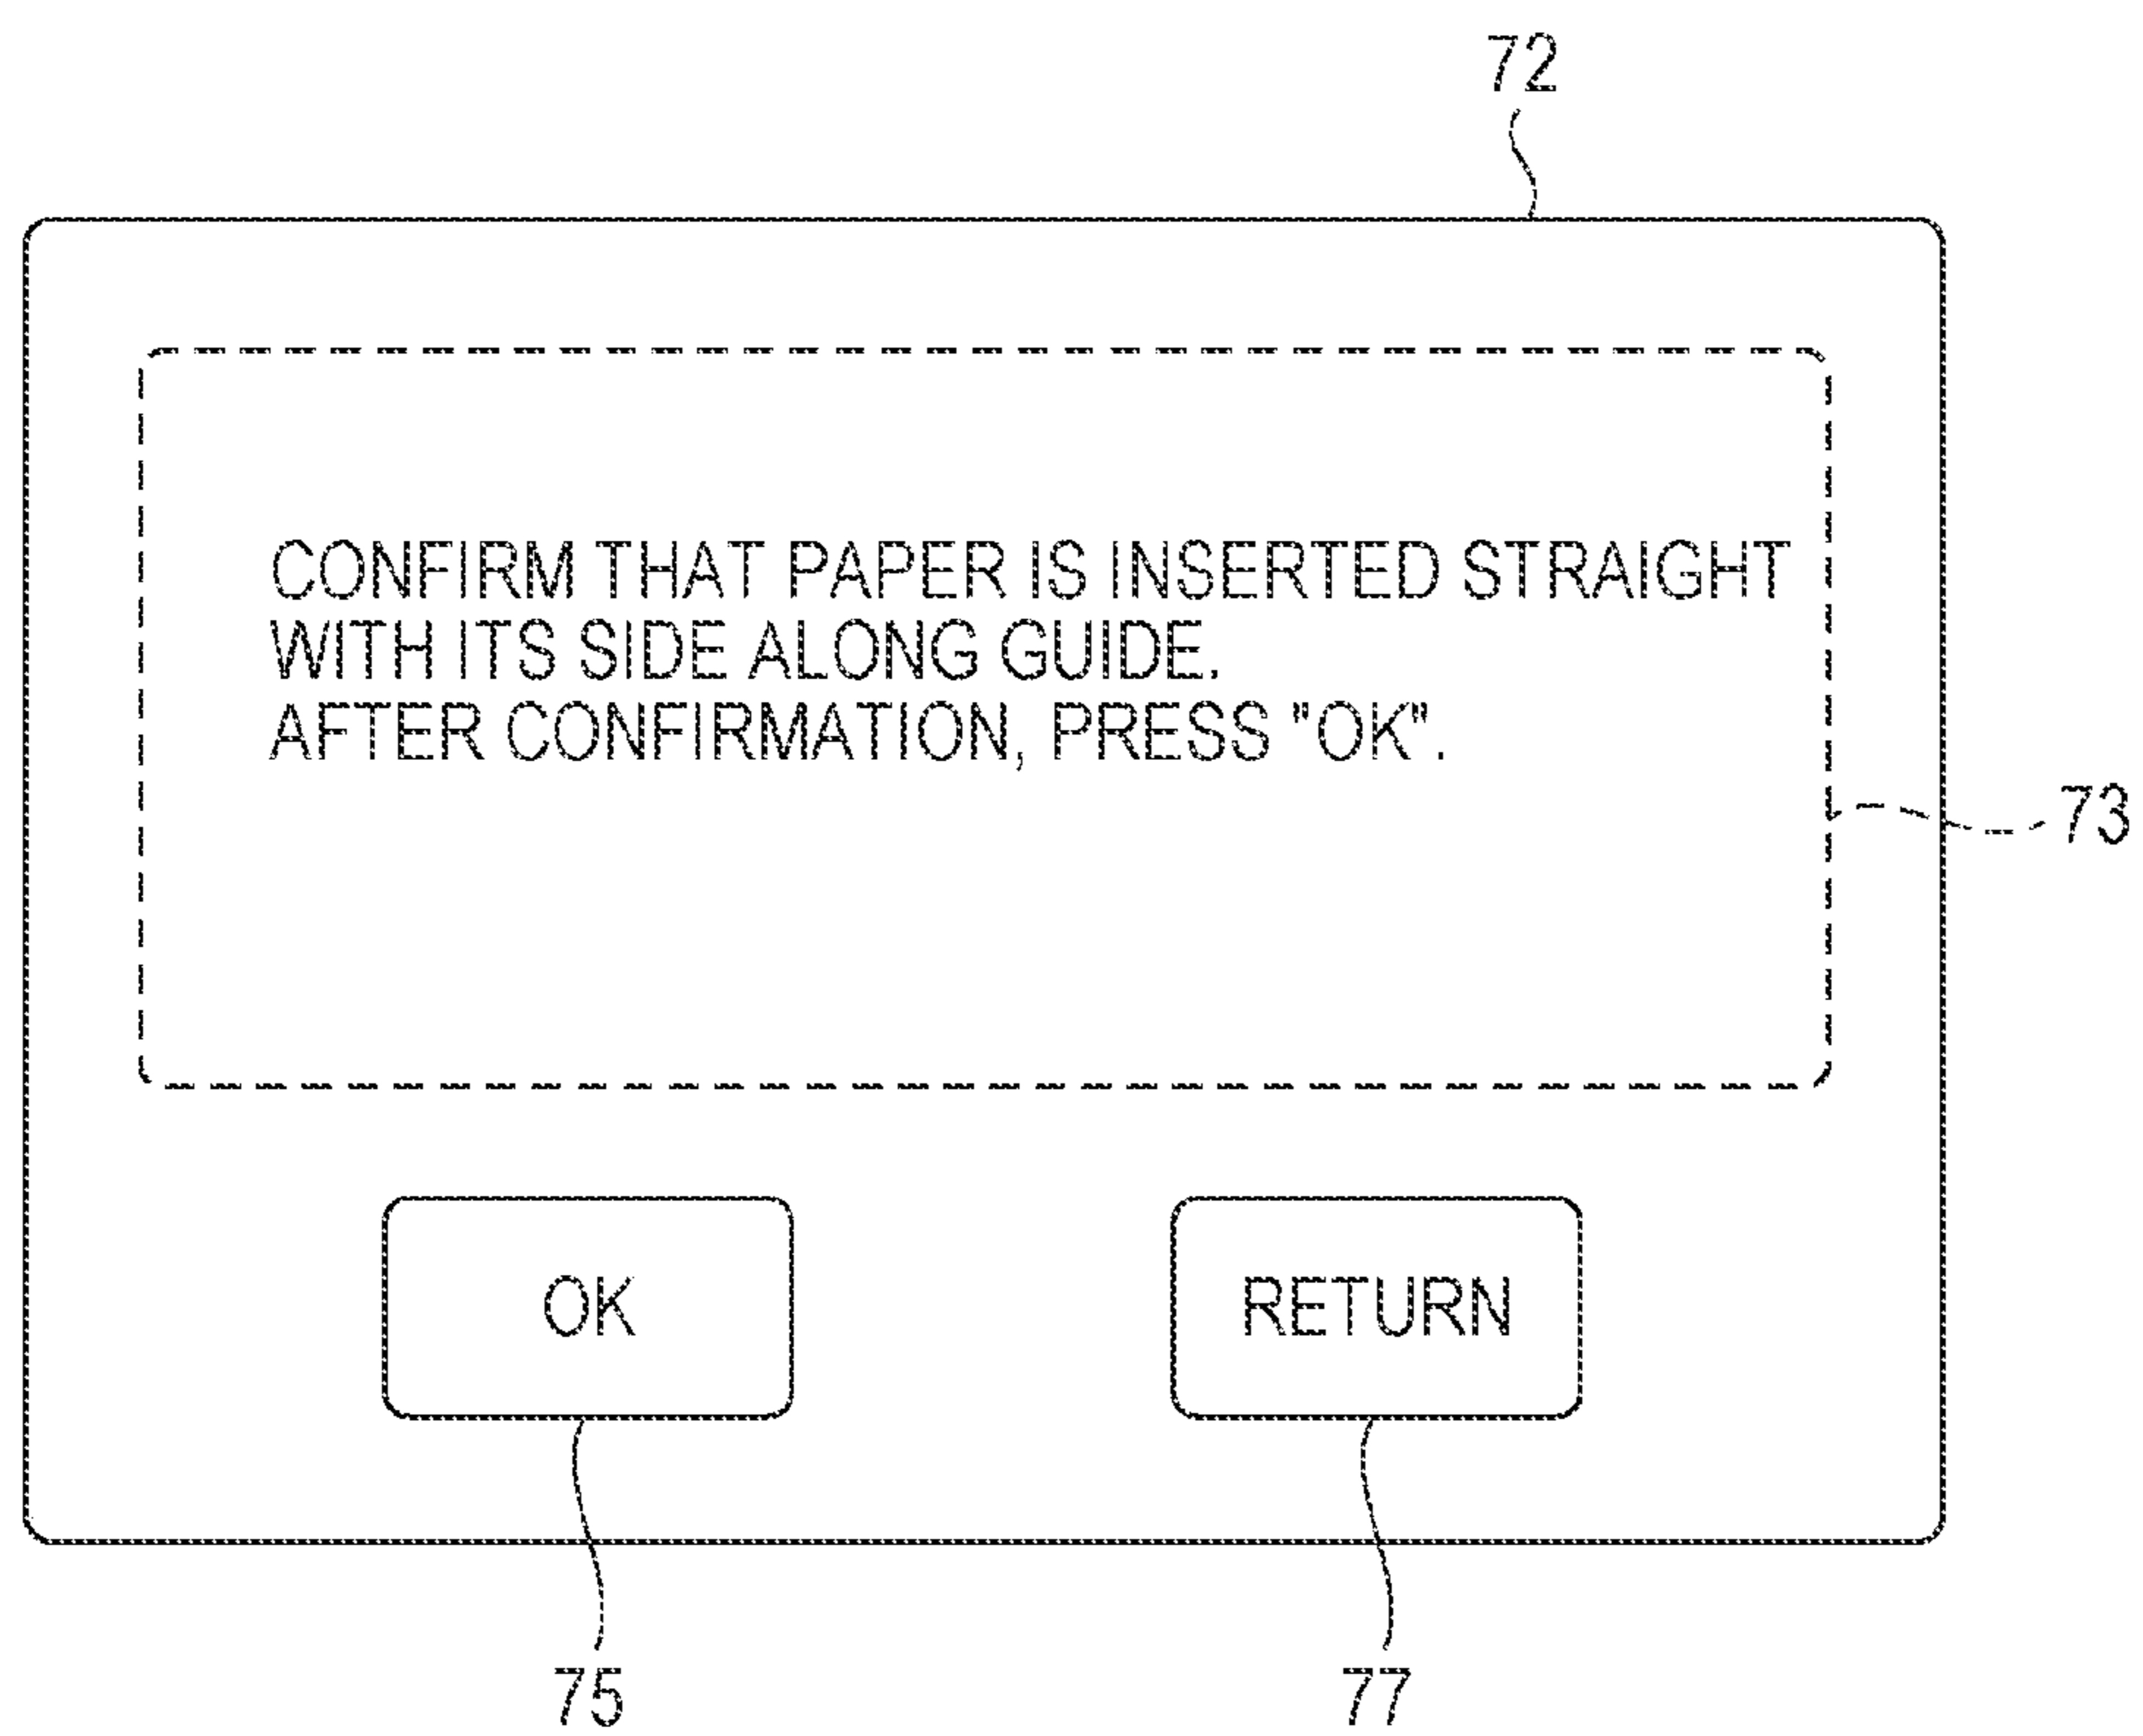 72
CONFIRM THAT PAPER IS INSERTED STRAIGHT
WITH ITS SIDE ALONG GUIDE.
AFTER CONFIRMATION, PRESS "OK".
73
OK
RETURN
75
77